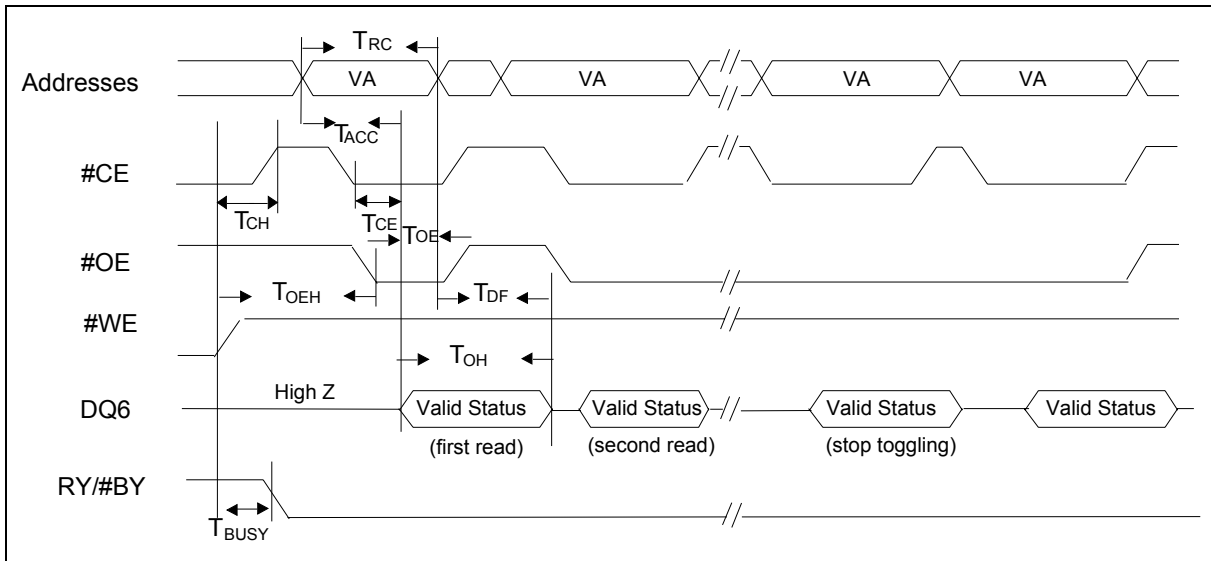 TRC
Addresses VA VA VA VA
TACC
#CE
TCH TCE
TOE
#OE
TOEH TDF
#WE
TOH
High Z
DQ6 Valid Status Valid Status Valid Status Valid Status
(first read) (second read) (stop toggling)
RY/#BY
TBUSY